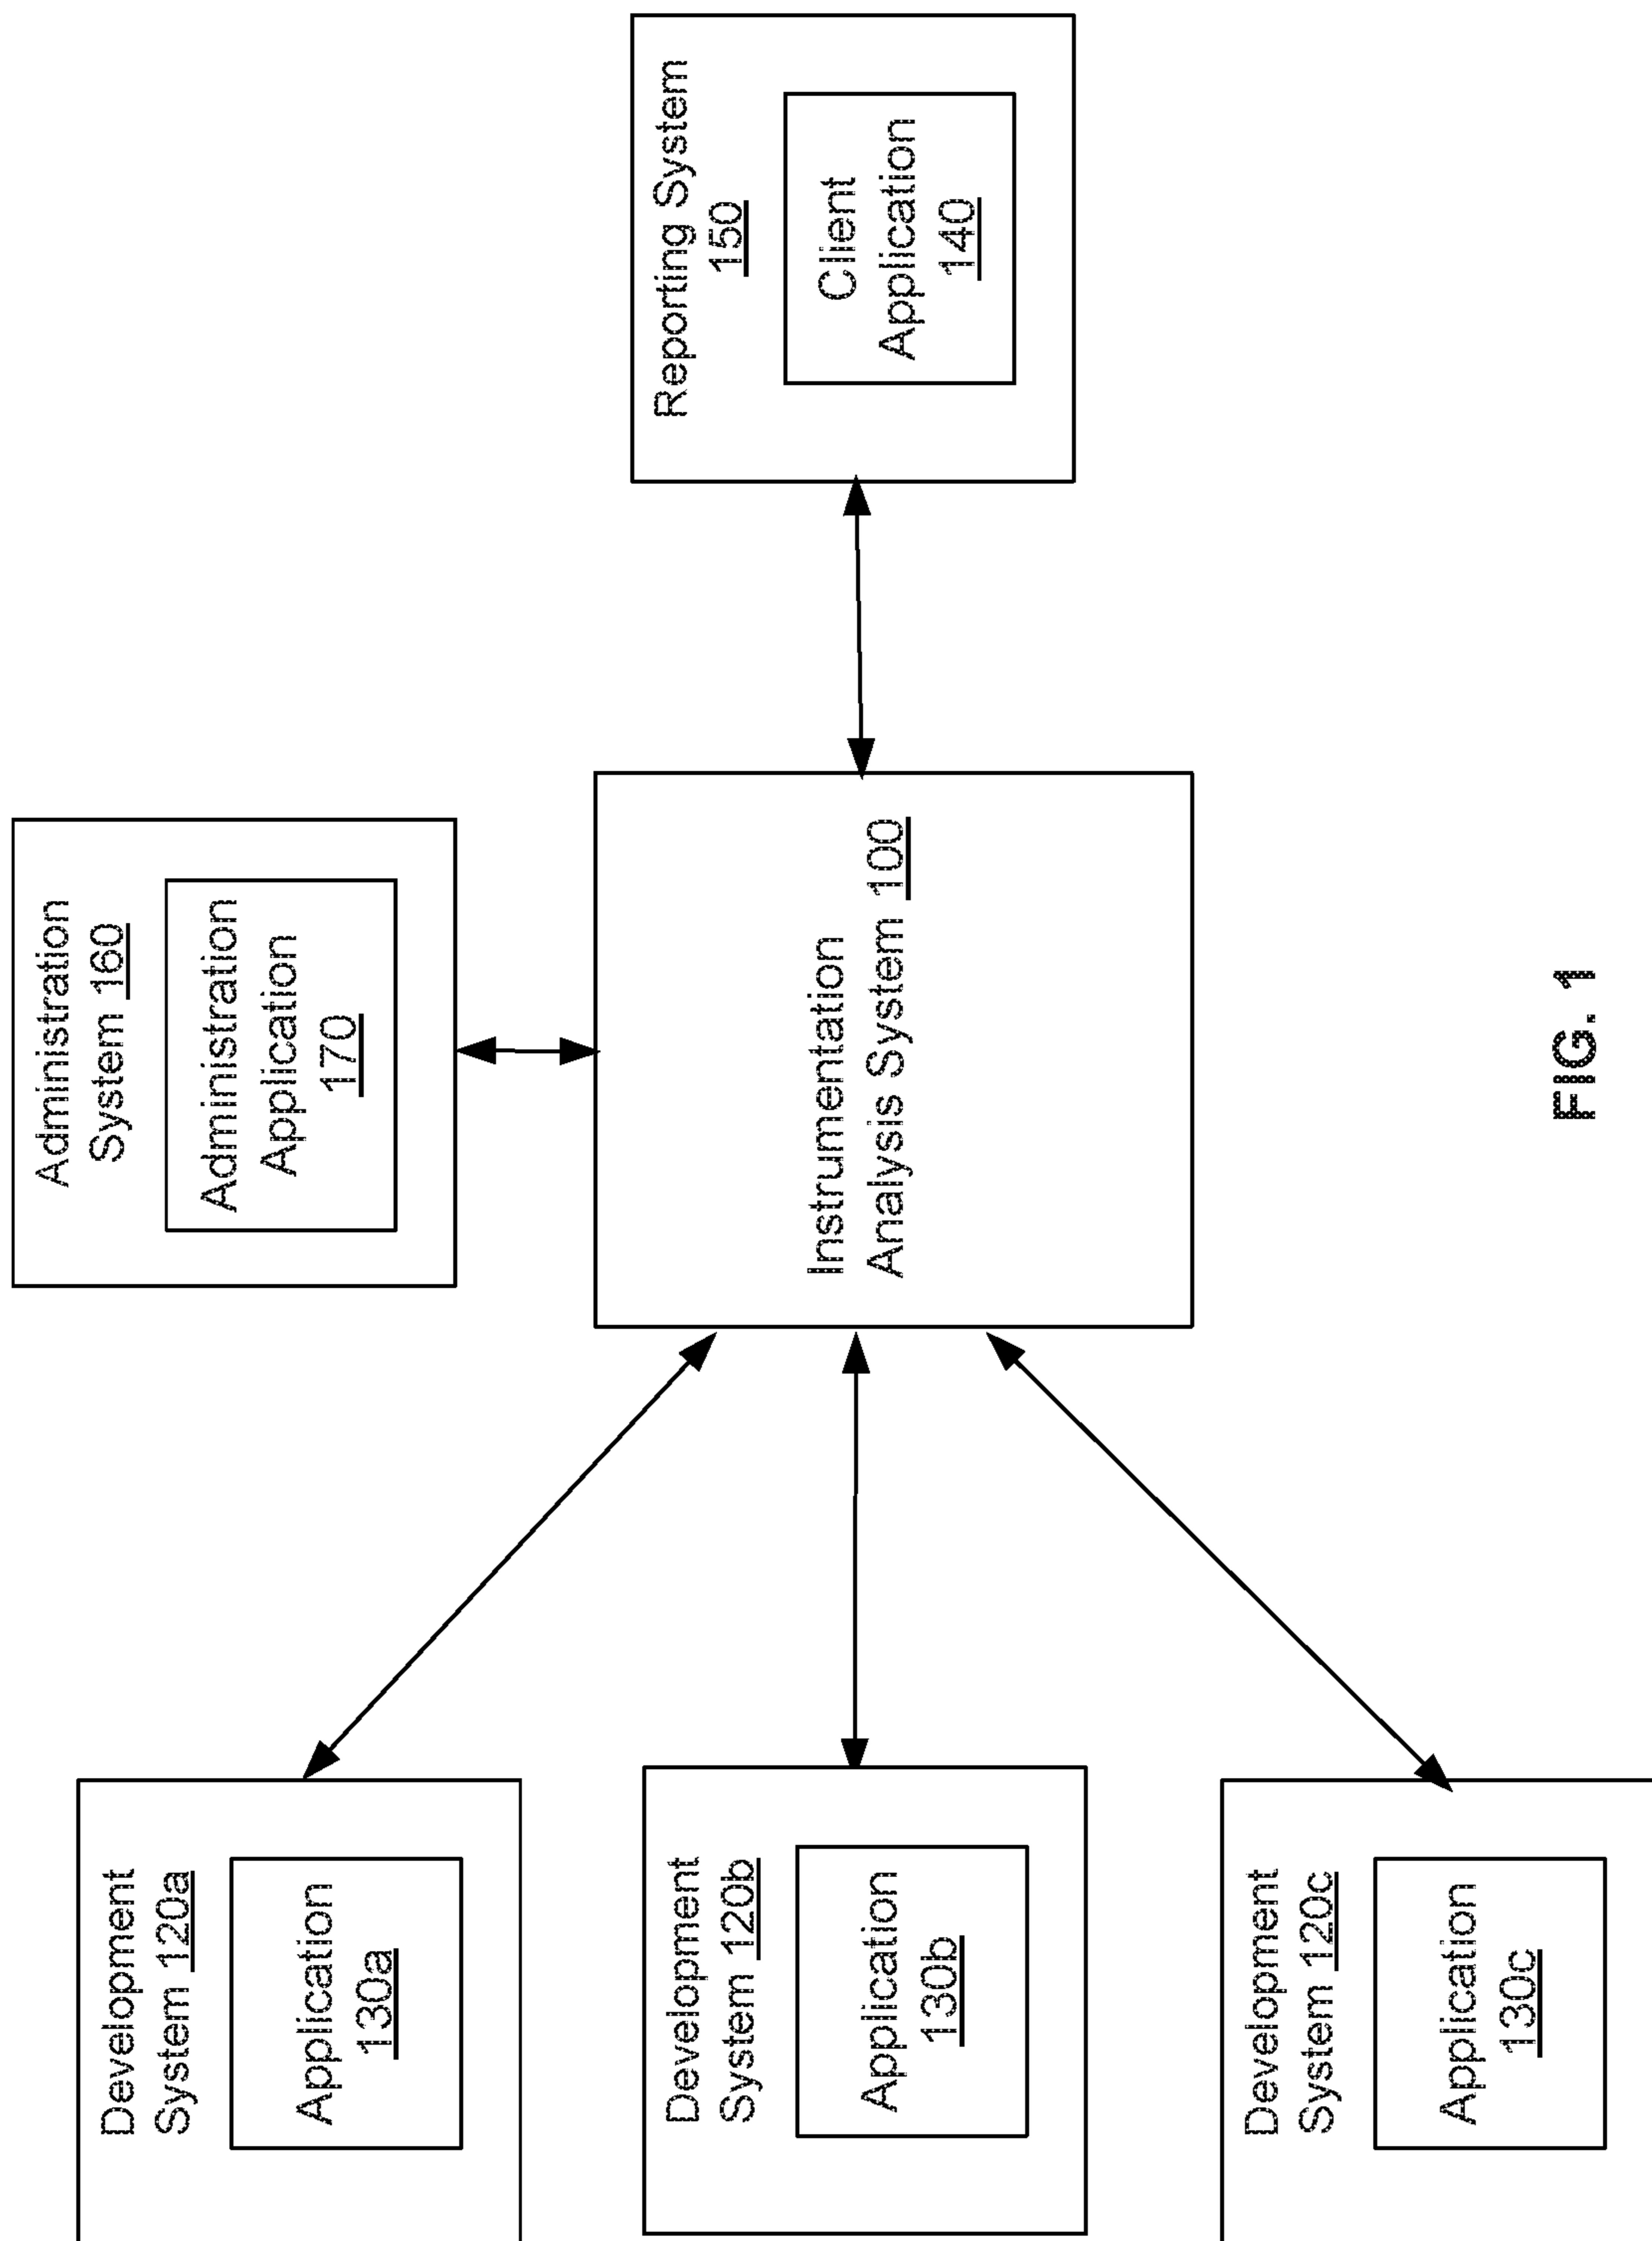 Administration
System 160
Administration
Application
170
Development
System 120a
Application
130a
Development
System 120b
Application
130b
Development
System 120c
Application
130c
Instrumentation
Analysis System 100
Reporting System
150
Client
Application
140
FIG. 1